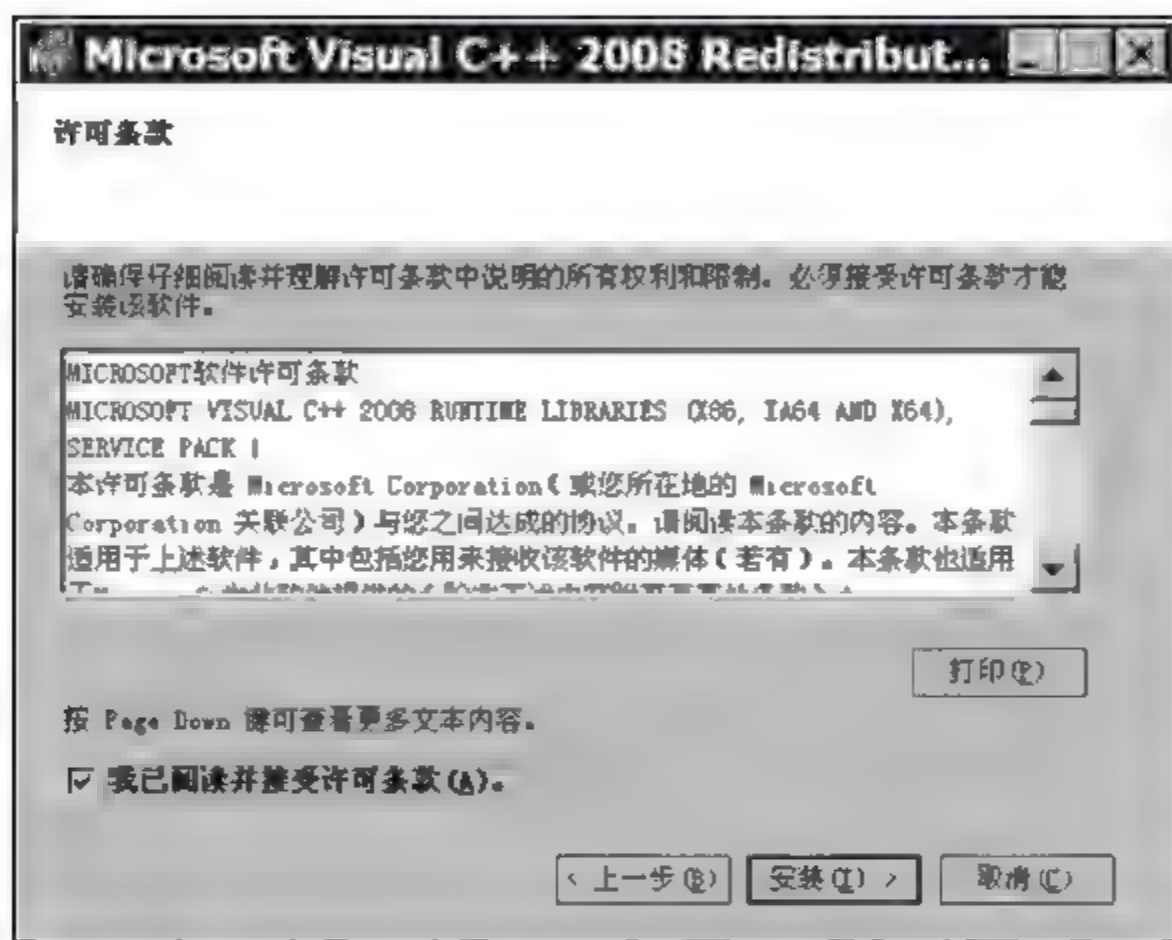 Microsoft Visual C++ 2008 Redistribut...
许可条款
请确保仔细阅读并理解许可条款中说明的所有权利和限制。必须接受许可条款才能
安装该软件。
MICROSOFT软件许可条款
MICROSOFT VISUAL C++ 2008 RUNTIME LIBRARIES (X86, IA64 AND X64),
SERVICE PACK 1
本许可条款是 Microsoft Corporation(或您所在地的 Microsoft
Corporation 关联公司)与您之间达成的协议。请阅读本条款的内容。本条款
适用于上述软件,其中包括您用来接收该软件的媒体(若有)。本条款也适用
打印(P)
按 Page Down 键可查看更多文本内容。
我已阅读并接受许可条款(A)。
< 上一步(B)
安装(I) >
取消(C)